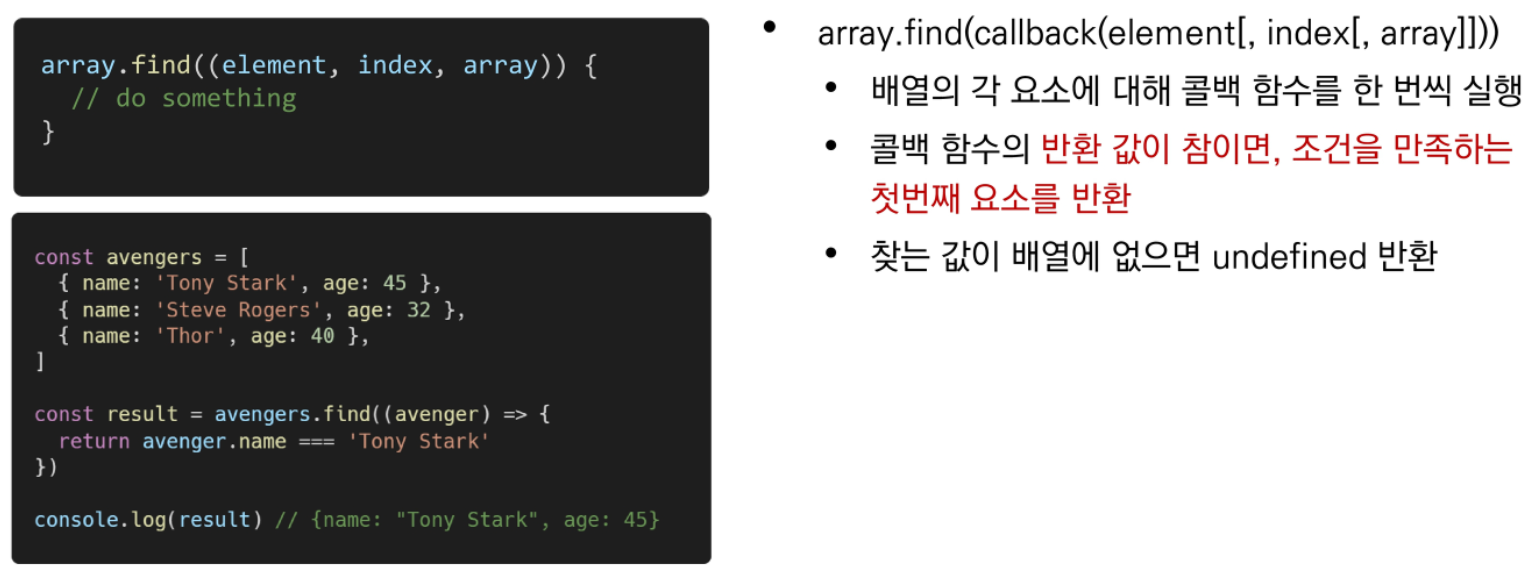 array.find((element, index, array)) {
  // do something
}
const avengers = [
  { name: 'Tony Stark', age: 45 },
  { name: 'Steve Rogers', age: 32 },
  { name: 'Thor', age: 40 },
]
const result = avengers.find((avenger) => {
  return avenger.name === 'Tony Stark'
})
console.log(result) // {name: "Tony Stark", age: 45}
• array.find(callback(element[, index[, array]]))
• 배열의 각 요소에 대해 콜백 함수를 한 번씩 실행
• 콜백 함수의 반환 값이 참이면, 조건을 만족하는
첫번째 요소를 반환
• 찾는 값이 배열에 없으면 undefined 반환